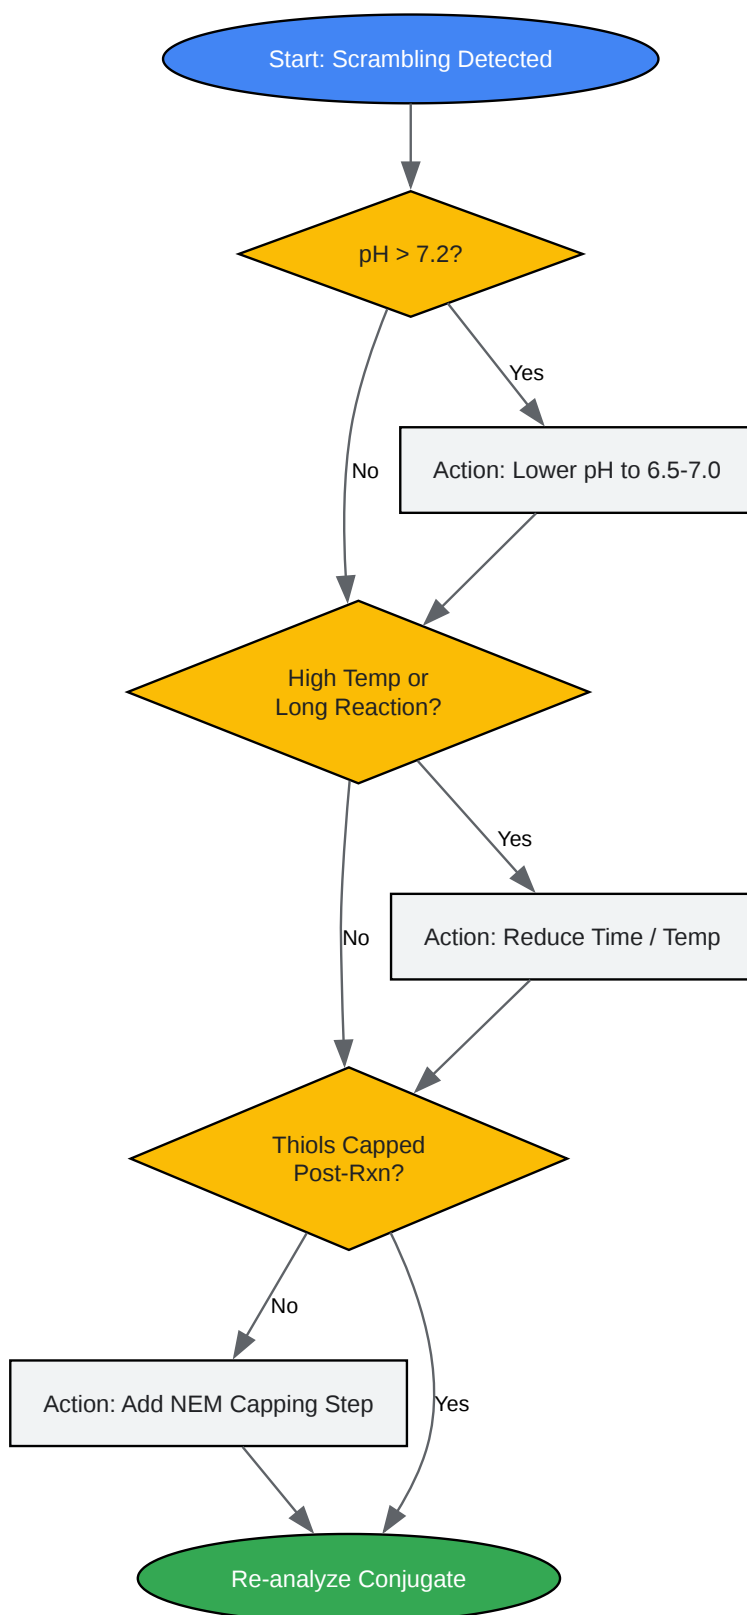 Start: Scrambling Detected
pH > 7.2?
Yes
Action: Lower pH to 6.5-7.0
No
High Temp or
Long Reaction?
Yes
Action: Reduce Time / Temp
No
Thiols Capped
Post-Rxn?
No
Action: Add NEM Capping Step
Yes
Re-analyze Conjugate